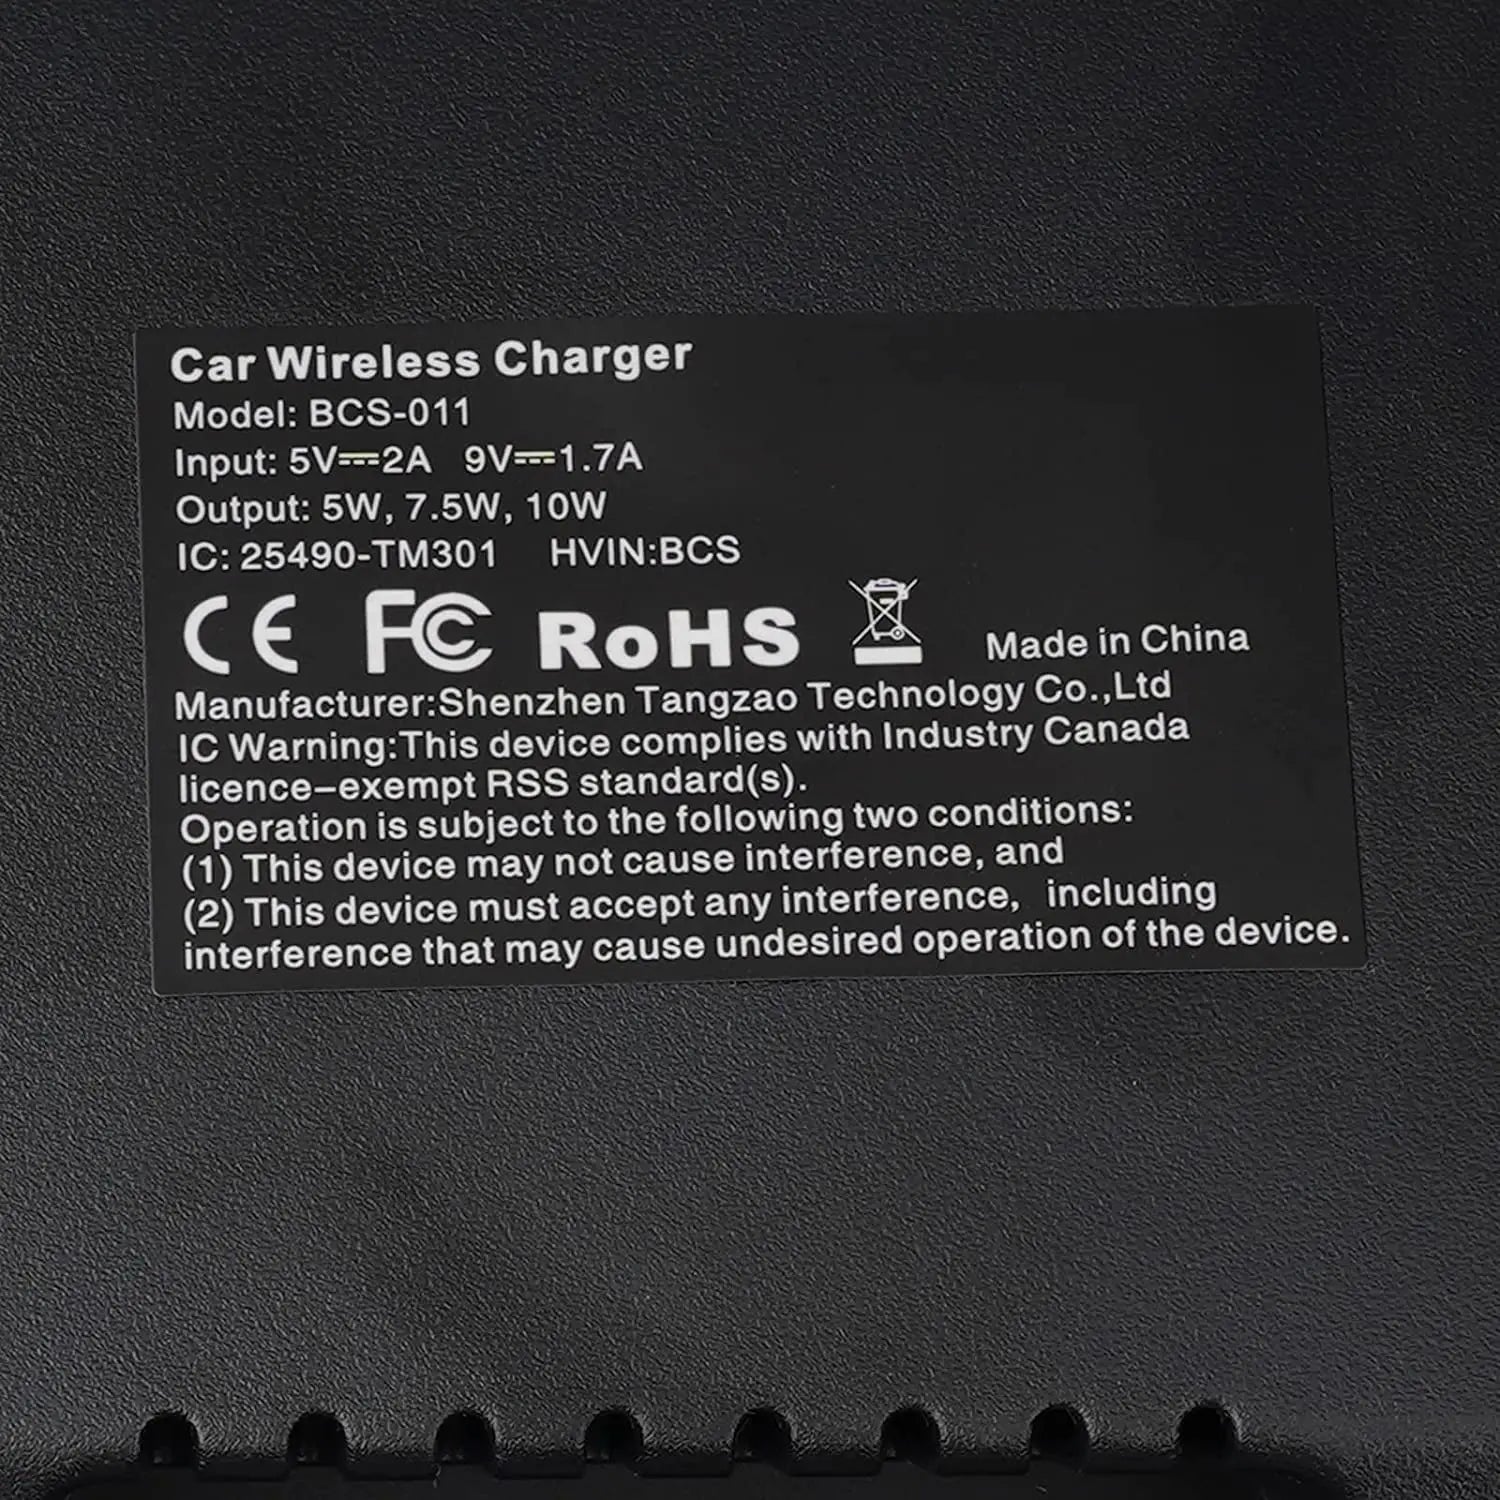 Car Wireless Charger
Model: BCS-011
Input: 5V⎓2A 9V⎓1.7A
Output: 5W, 7.5W, 10W
IC: 25490-TM301 HVIN:BCS
CE FC RoHS Made in China
Manufacturer:Shenzhen Tangzao Technology Co.,Ltd
IC Warning:This device complies with Industry Canada
licence-exempt RSS standard(s).
Operation is subject to the following two conditions:
(1) This device may not cause interference, and
(2) This device must accept any interference, including
interference that may cause undesired operation of the device.